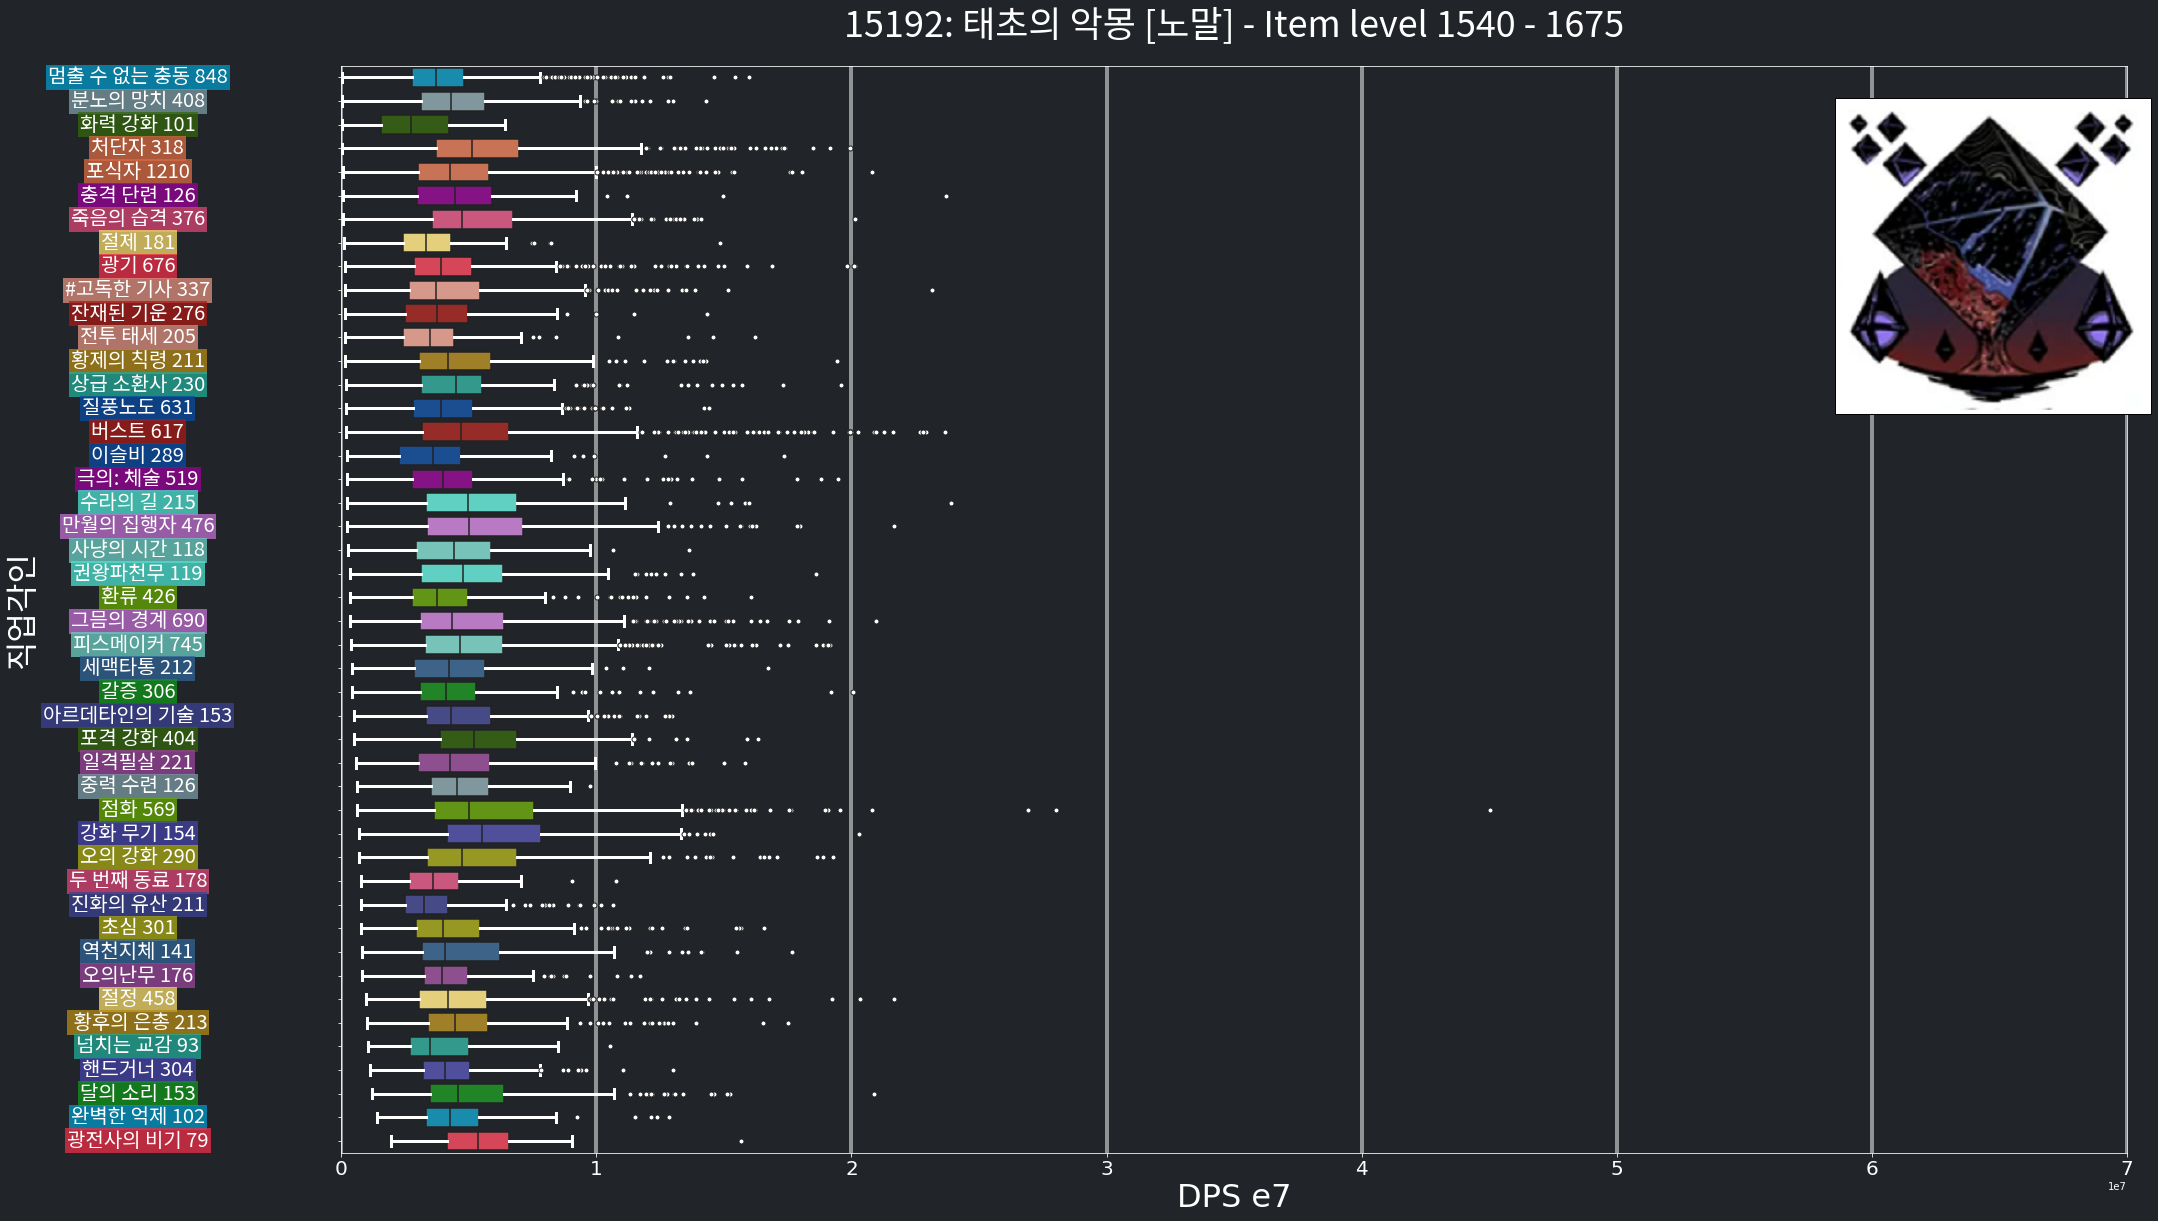 15192: 태초의 악몽 [노말] - Item level 1540 - 1675
멈출 수 없는 충동 848
분노의 망치 408
화력 강화 101
처단자 318
포식자 1210
충격 단련 126
죽음의 습격 376
절제 181
광기 676
#고독한 기사 337
잔재된 기운 276
전투 태세 205
황제의 칙령 211
상급 소환사 230
질풍노도 631
버스트 617
이슬비 289
극의: 체술 519
수라의 길 215
만월의 집행자 476
사냥의 시간 118
권왕파천무 119
환류 426
그믐의 경계 690
피스메이커 745
세맥타통 212
갈증 306
아르데타인의 기술 153
포격 강화 404
일격필살 221
중력 수련 126
점화 569
강화 무기 154
오의 강화 290
두 번째 동료 178
진화의 유산 211
초심 301
역천지체 141
오의난무 176
절정 458
황후의 은총 213
넘치는 교감 93
핸드거너 304
달의 소리 153
완벽한 억제 102
광전사의 비기 79
직업각인
0 1 2 3 4 5 6 7
1e7
DPS e7